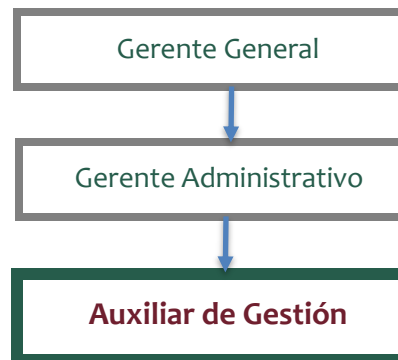 Gerente General
Gerente Administrativo
Auxiliar de Gestión